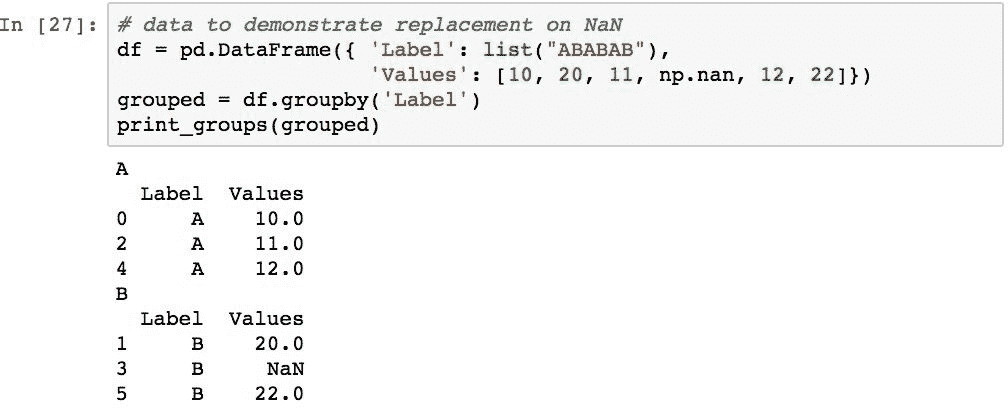 In [27]: # data to demonstrate replacement on NaN
df = pd.DataFrame({ 'Label': list("ABABAB"),
'Values': [10, 20, 11, np.nan, 12, 22]})
grouped = df.groupby('Label')
print_groups(grouped)
A
Label Values
0 A 10.0
2 A 11.0
4 A 12.0
B
Label Values
1 B 20.0
3 B NaN
5 B 22.0